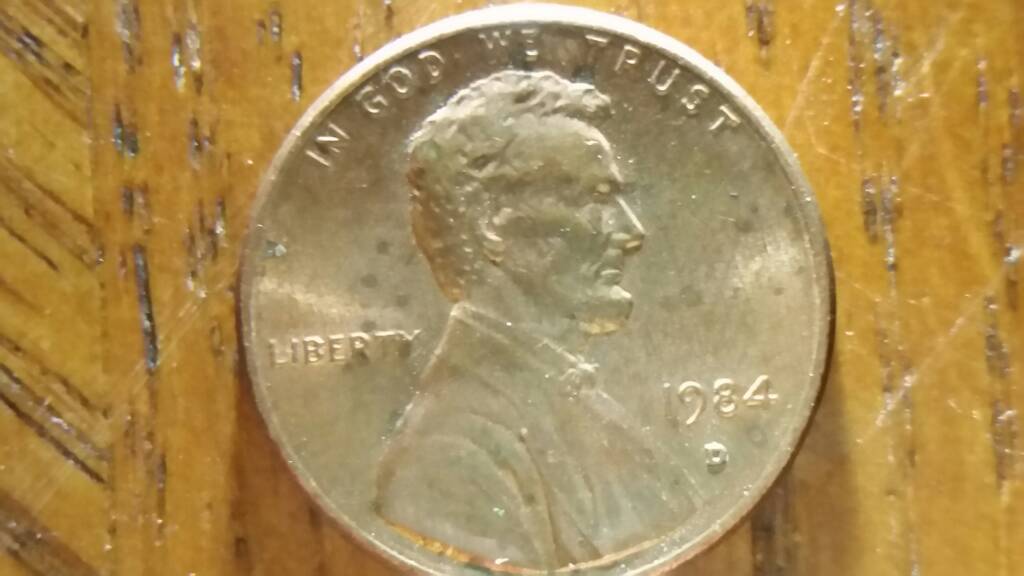 IN GOD WE TRUST
LIBERTY
1984
D